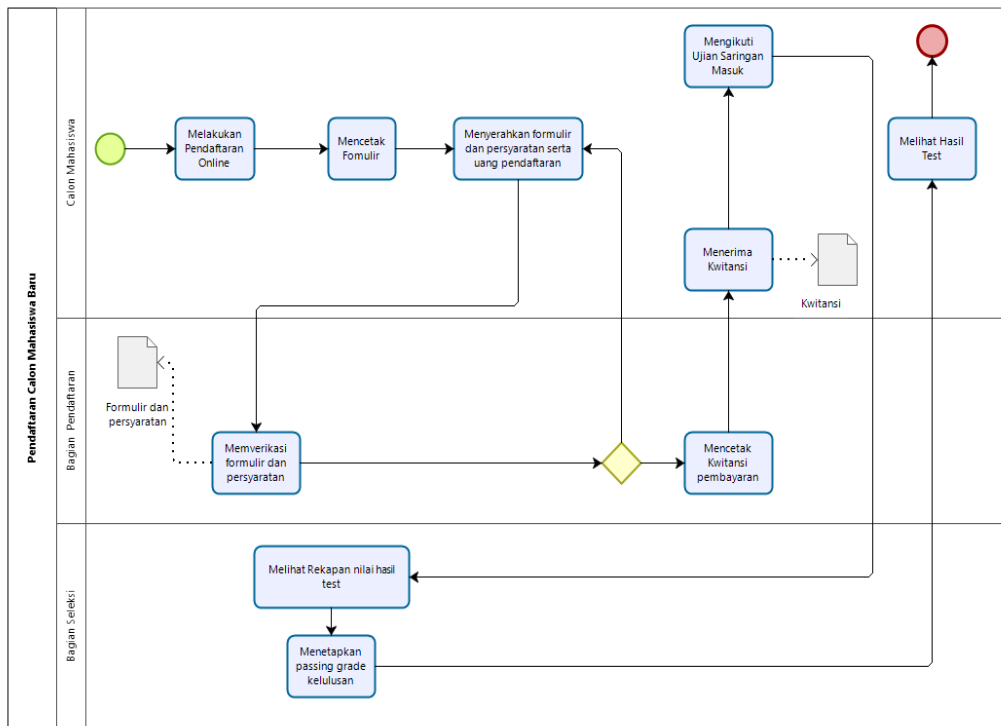 Pendaftaran Calon Mahasiswa Baru
Calon Mahasiswa
Melakukan
Pendaftaran
Online
Mencetak
Fomulir
Menyerahkan formulir
dan persyaratan serta
uang pendaftaran
Mengikuti
Ujian Saringan
Masuk
Melihat Hasil
Test
Menerima
Kwitansi
Kwitansi
Bagian Pendaftaran
Formulir dan
persyaratan
Memverikasi
formulir dan
persyaratan
Mencetak
Kwitansi
pembayaran
Bagian Seleksi
Melihat Rekapan nilai hasil
test
Menetapkan
passing grade
kelulusan